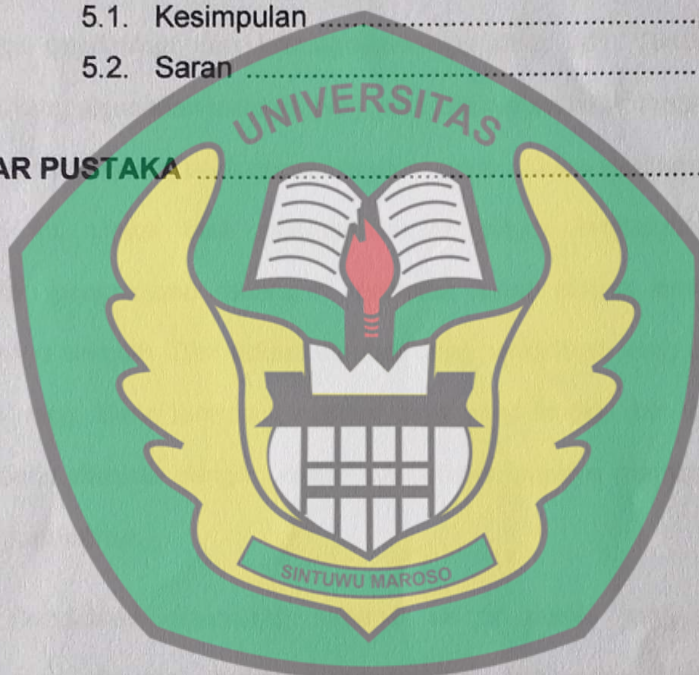 5.1. Kesimpulan ........................................................
5.2. Saran ........................................................
UNIVERSITAS
AR PUSTAKA ........................................................
SINTUWU MAROSO